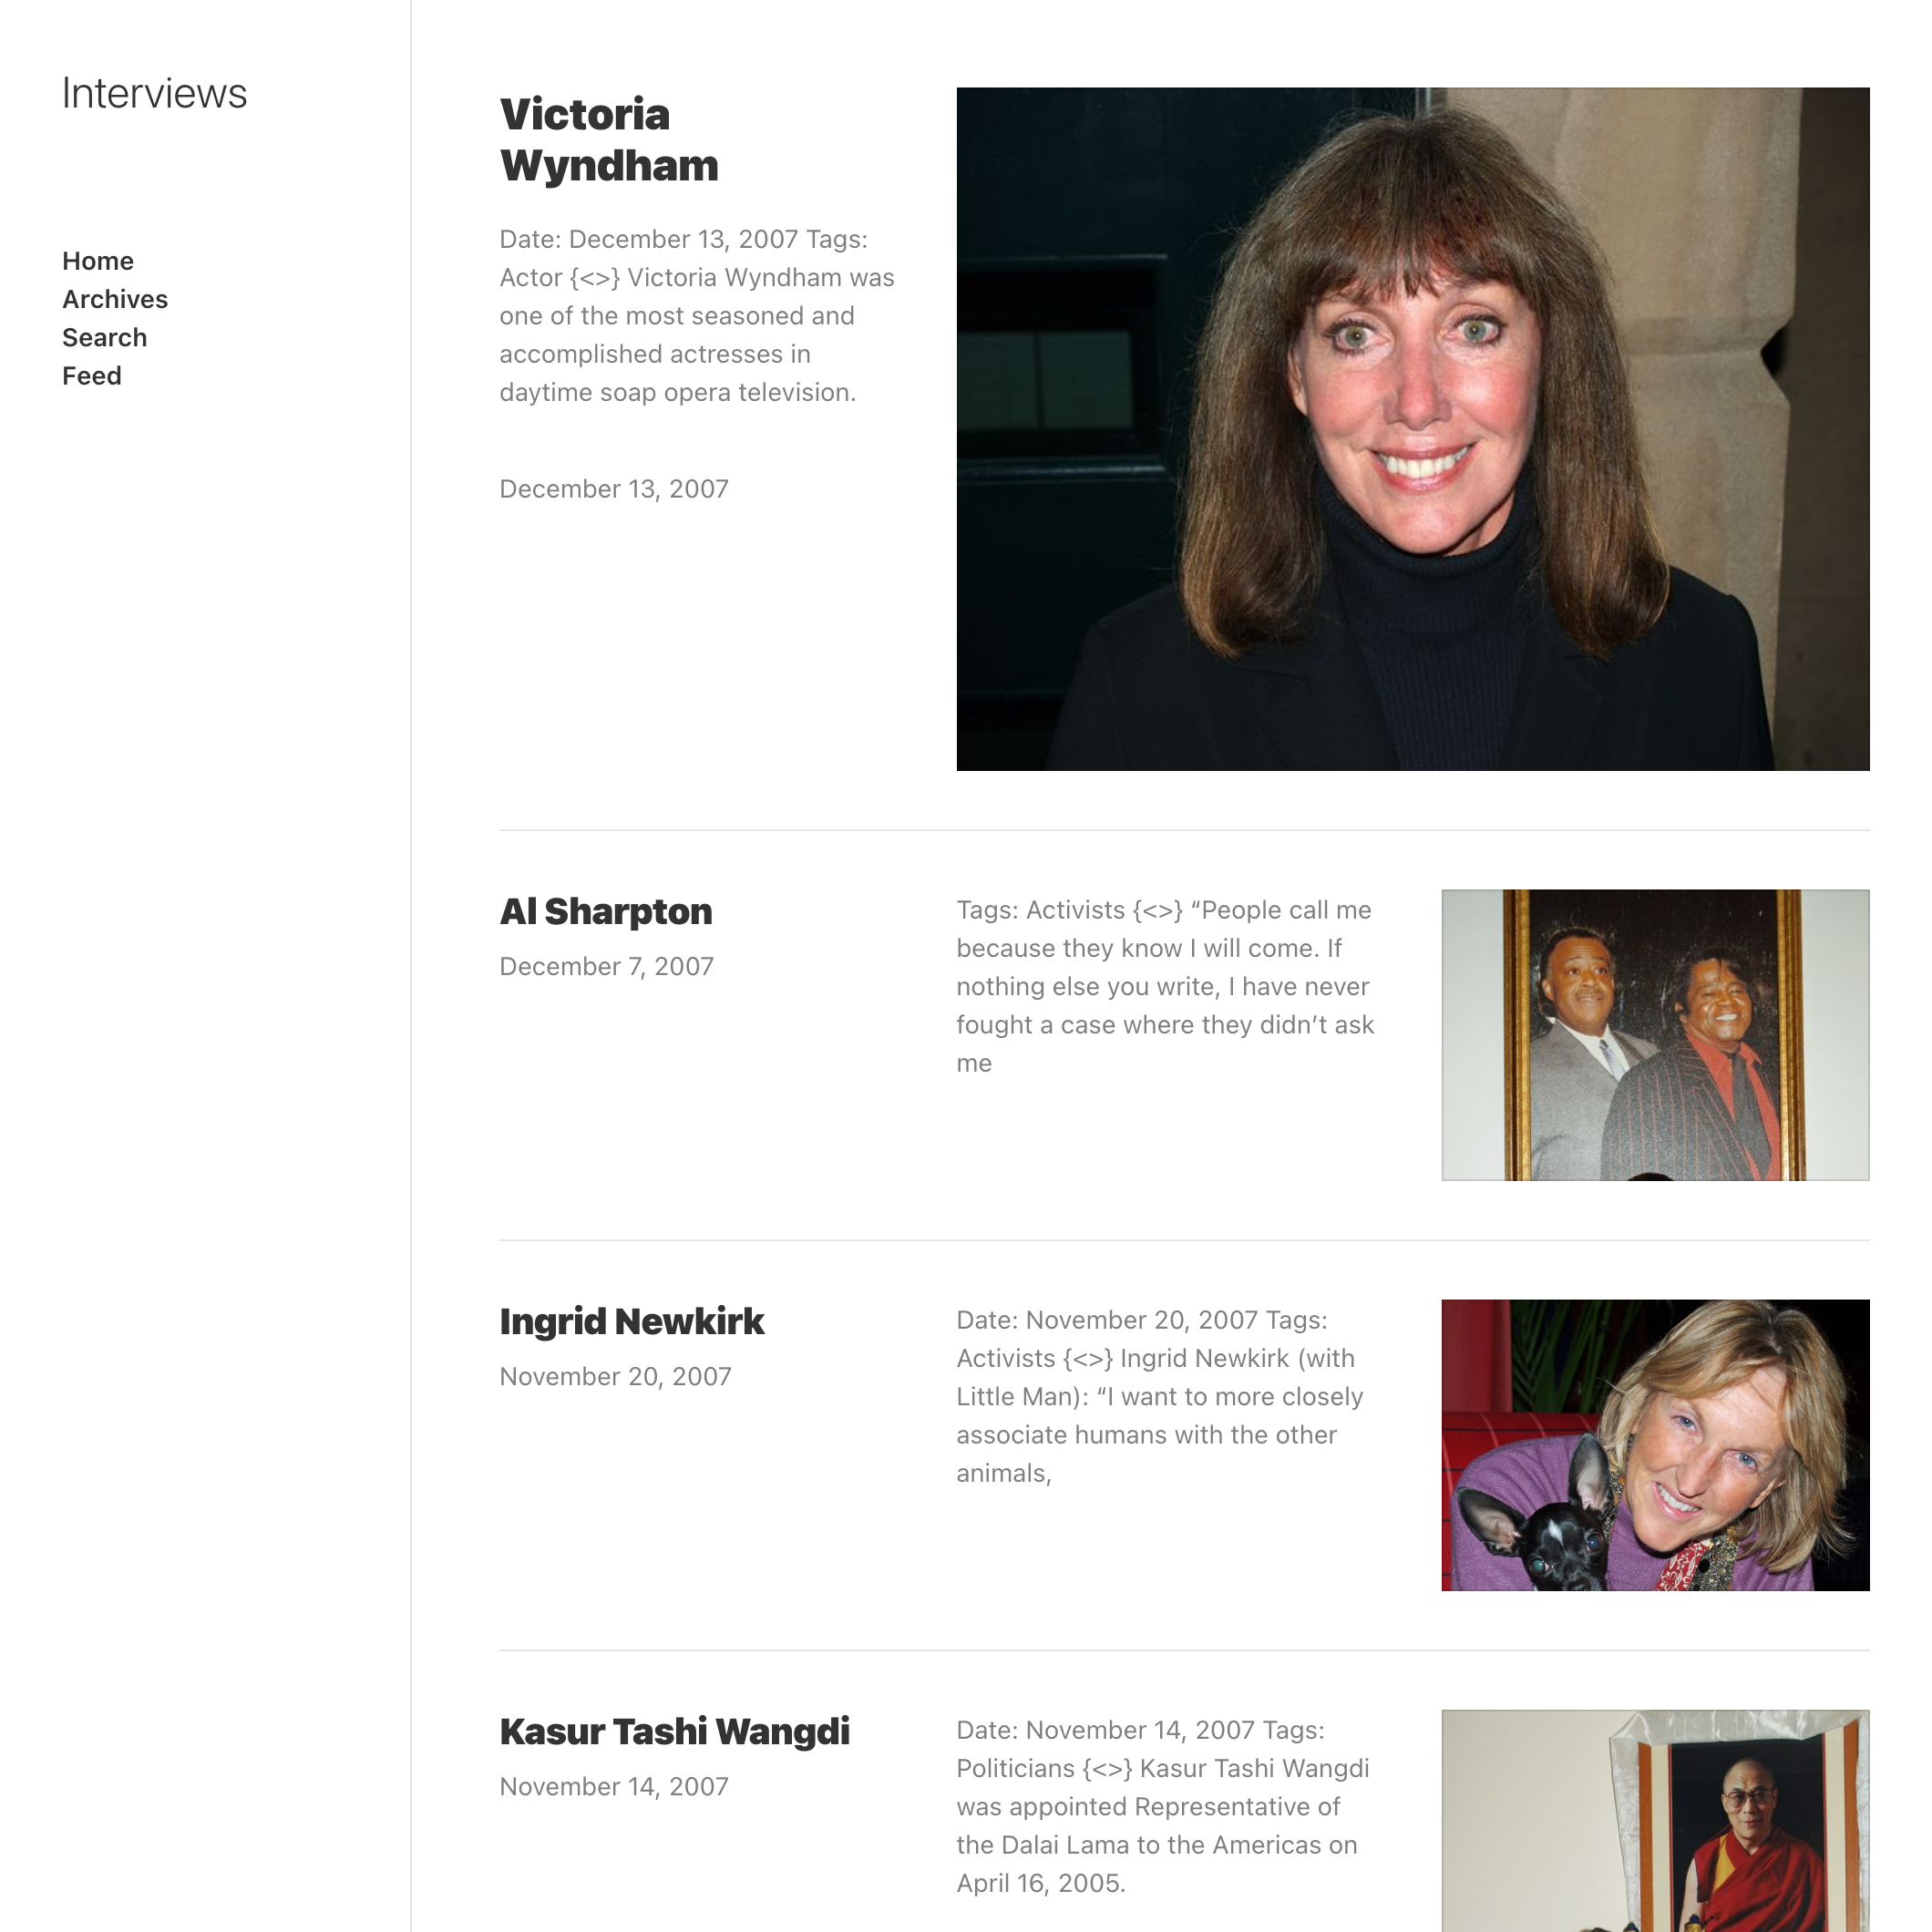 Interviews
Home
Archives
Search
Feed
Victoria
Wyndham
Date: December 13, 2007 Tags:
Actor {<>} Victoria Wyndham was
one of the most seasoned and
accomplished actresses in
daytime soap opera television.
December 13, 2007
Al Sharpton
December 7, 2007
Tags: Activists {<>} “People call me
because they know I will come. If
nothing else you write, I have never
fought a case where they didn’t ask
me
Ingrid Newkirk
November 20, 2007
Date: November 20, 2007 Tags:
Activists {<>} Ingrid Newkirk (with
Little Man): “I want to more closely
associate humans with the other
animals,
Kasur Tashi Wangdi
November 14, 2007
Date: November 14, 2007 Tags:
Politicians {<>} Kasur Tashi Wangdi
was appointed Representative of
the Dalai Lama to the Americas on
April 16, 2005.